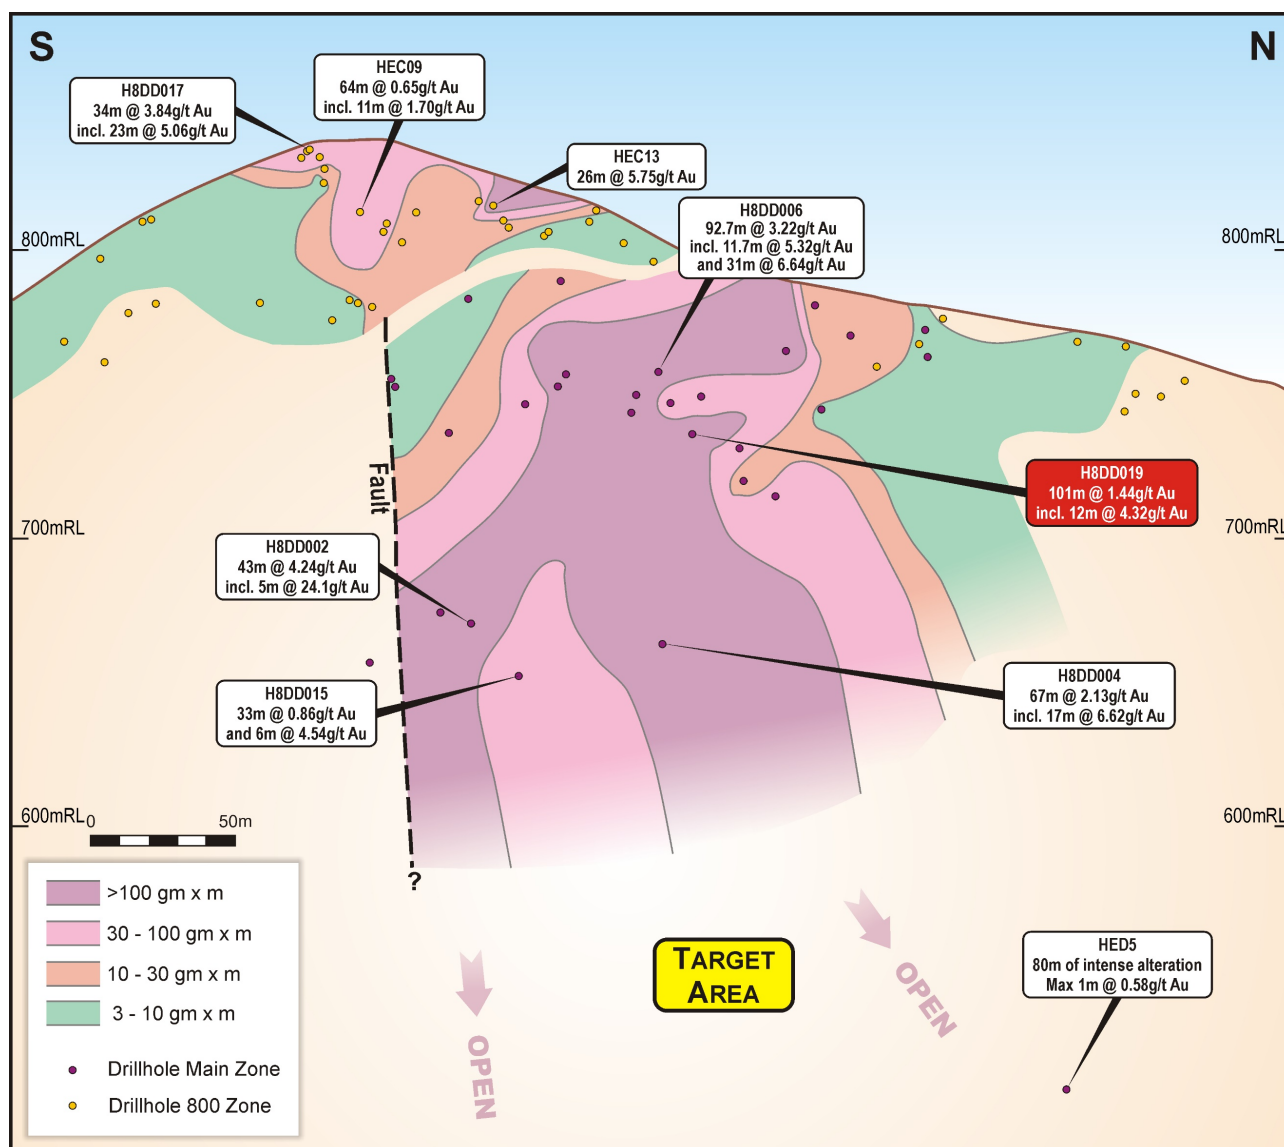 S
N
H8DD017
34m @ 3.84g/t Au
incl. 23m @ 5.06g/t Au
HEC09
64m @ 0.65g/t Au
incl. 11m @ 1.70g/t Au
HEC13
26m @ 5.75g/t Au
H8DD006
92.7m @ 3.22g/t Au
incl. 11.7m @ 5.32g/t Au
and 31m @ 6.64g/t Au
800mRL
800mRL
H8DD019
101m @ 1.44g/t Au
incl. 12m @ 4.32g/t Au
Fault
700mRL
700mRL
H8DD002
43m @ 4.24g/t Au
incl. 5m @ 24.1g/t Au
H8DD015
33m @ 0.86g/t Au
and 6m @ 4.54g/t Au
H8DD004
67m @ 2.13g/t Au
incl. 17m @ 6.62g/t Au
600mRL
600mRL
0 50m
?
>100 gm x m
30 - 100 gm x m
10 - 30 gm x m
3 - 10 gm x m
Drillhole Main Zone
Drillhole 800 Zone
TARGET
AREA
OPEN
OPEN
HED5
80m of intense alteration
Max 1m @ 0.58g/t Au